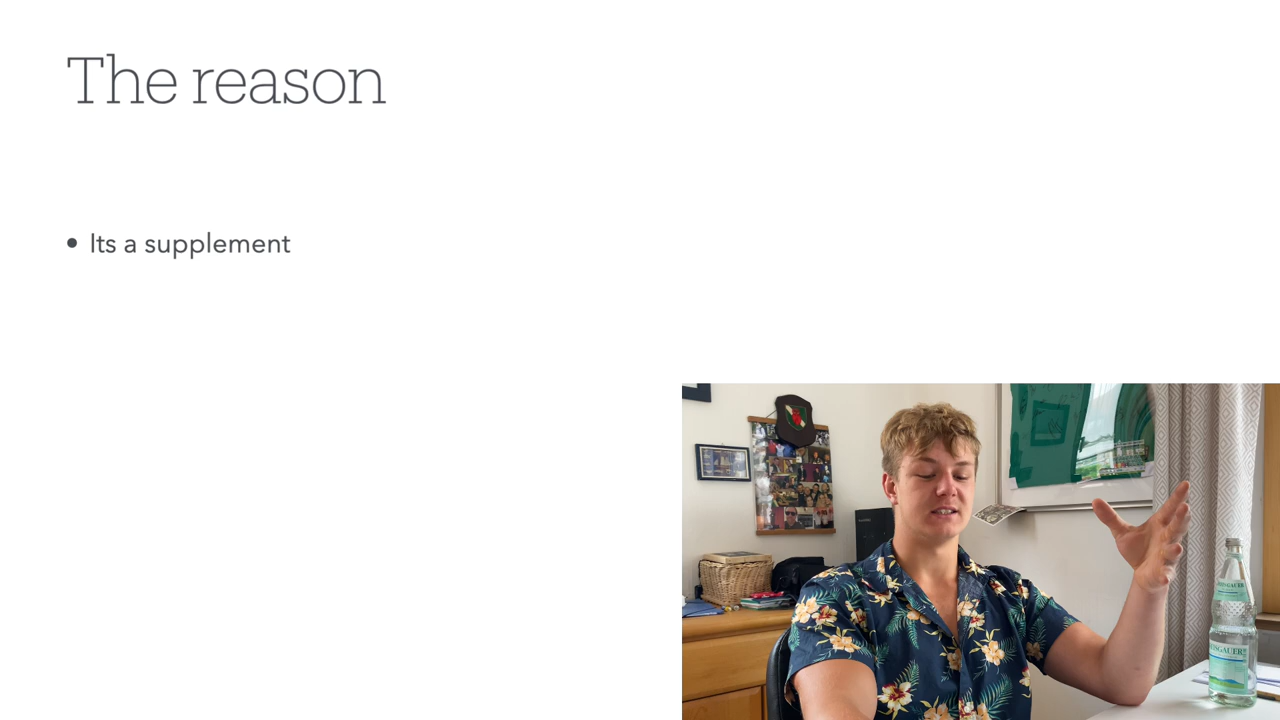 The reason
• Its a supplement